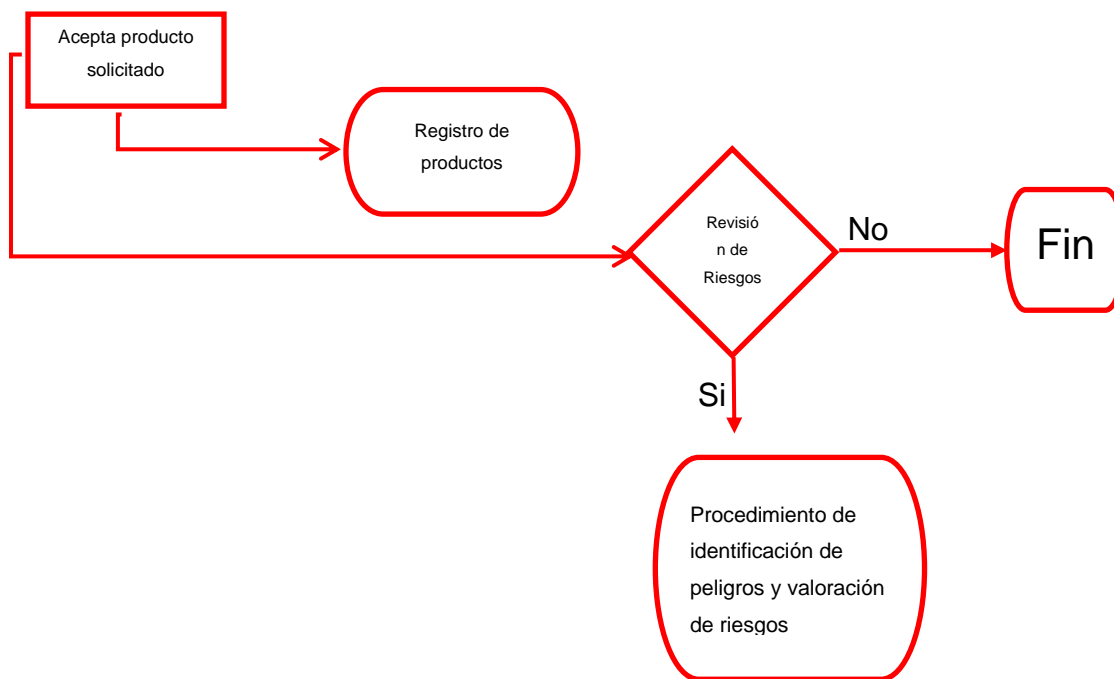 Acepta producto
solicitado
Registro de
productos
Revisió
n de
Riesgos
No
Fin
Si
Procedimiento de
identificación de
peligros y valoración
de riesgos